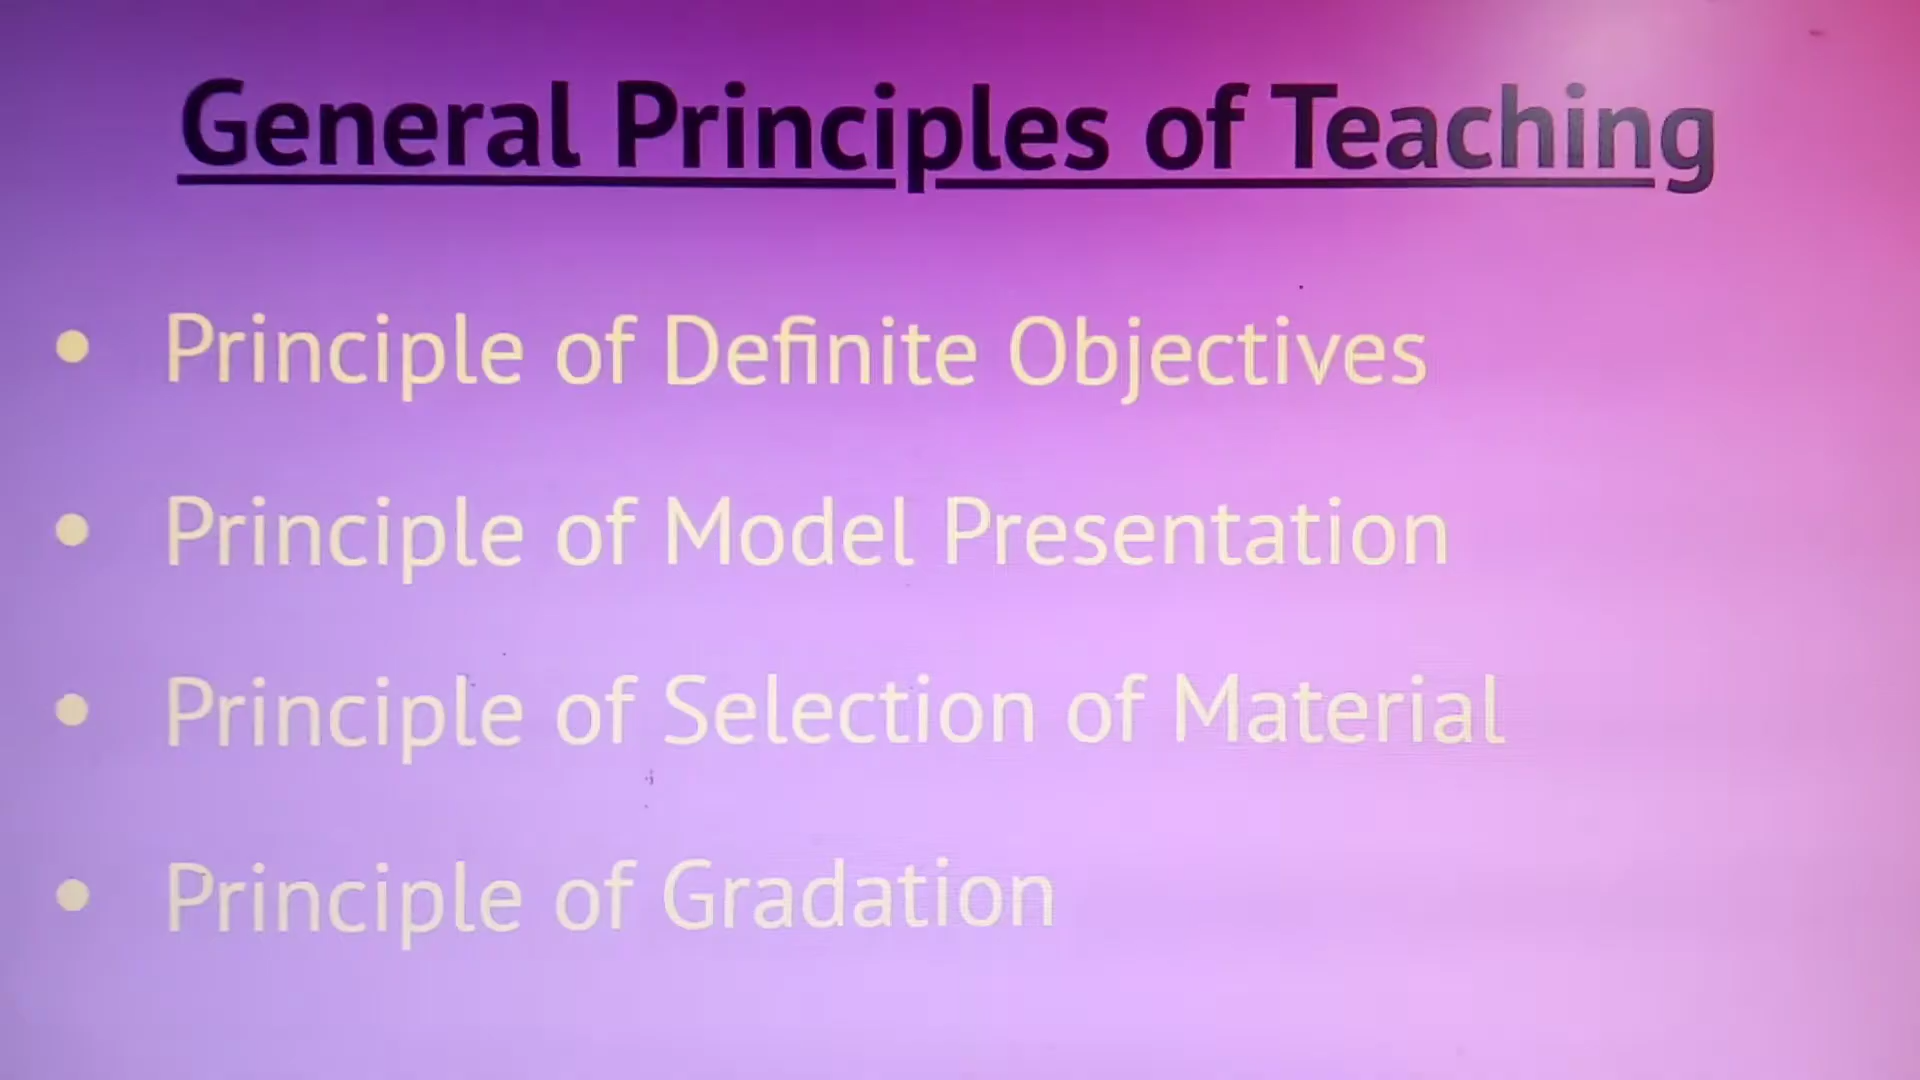 General Principles of Teaching
• Principle of Definite Objectives
• Principle of Model Presentation
• Principle of Selection of Material
• Principle of Gradation